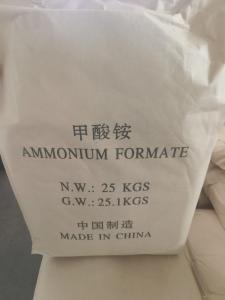 甲酸铵
AMMONIUM FORMATE
N.W.: 25 KGS
G.W.: 25.1KGS
中国制造
MADE IN CHINA